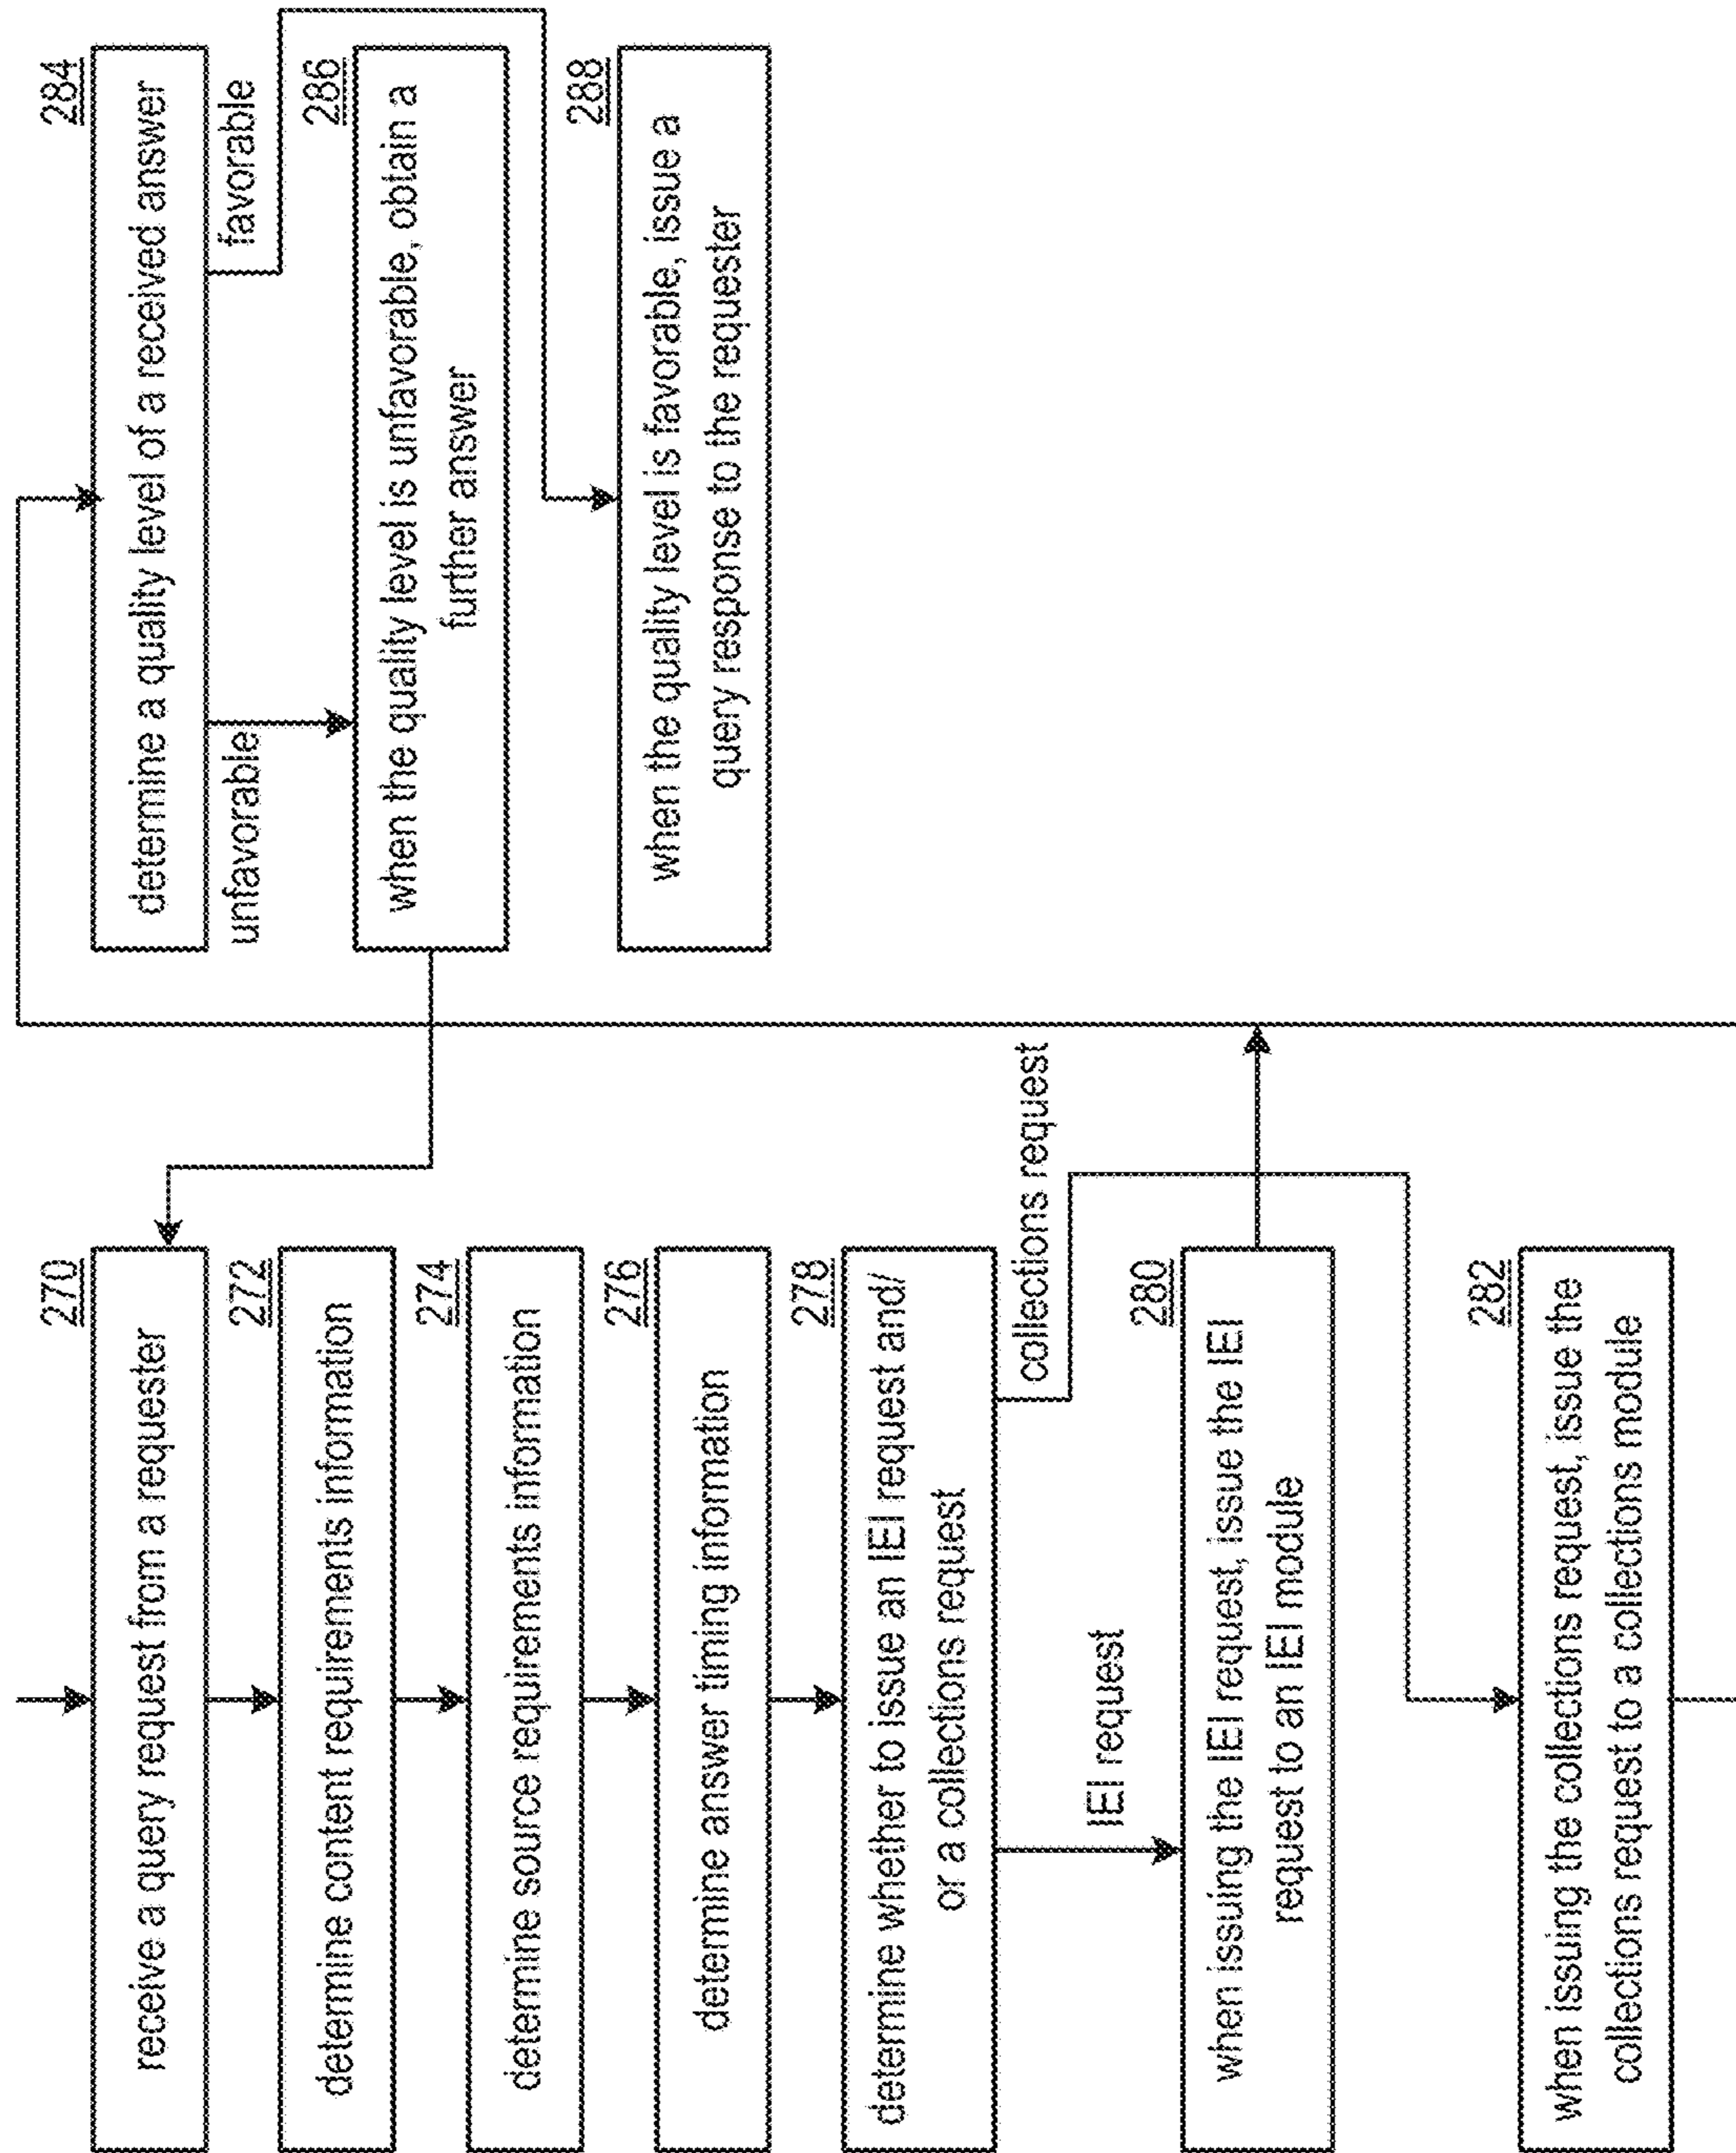 270
receive a query request from a requester
272
determine content requirements information
274
determine source requirements information
276
determine answer timing information
278
determine whether to issue an IEI request and/
or a collections request
IEI request
collections request
280
when issuing the IEI request, issue the IEI
request to an IEI module
282
when issuing the collections request, issue the
collections request to a collections module
284
determine a quality level of a received answer
unfavorable
favorable
286
when the quality level is unfavorable, obtain a
further answer
288
when the quality level is favorable, issue a
query response to the requester